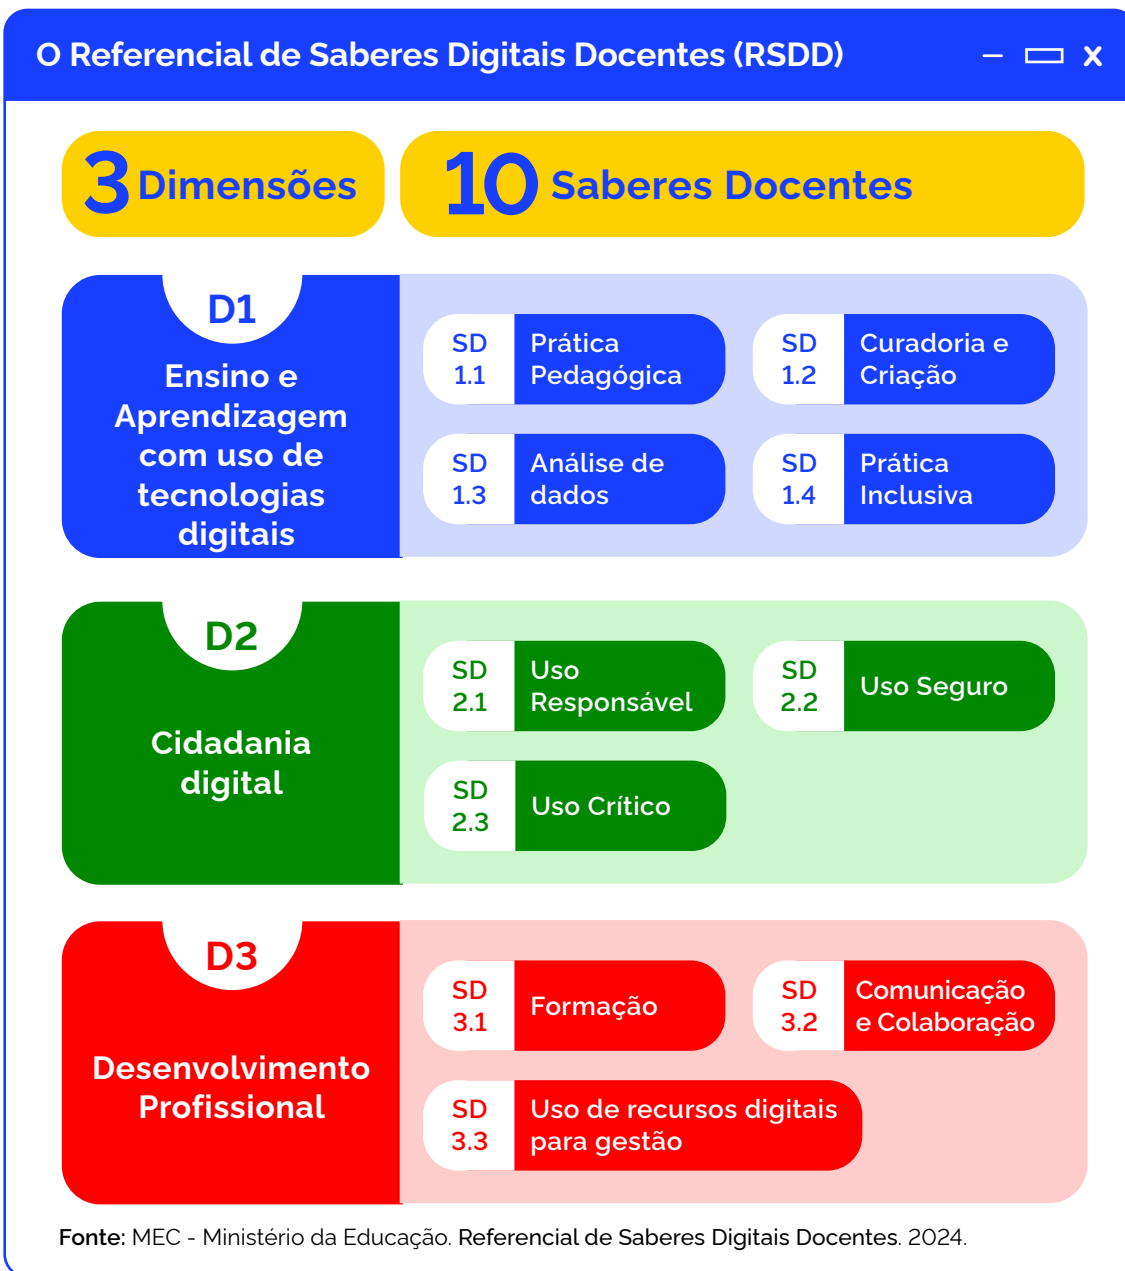 O Referencial de Saberes Digitais Docentes (RSDD)
3 Dimensões
10 Saberes Docentes
D1
Ensino e
Aprendizagem
com uso de
tecnologias
digitais
SD
1.1
Prática
Pedagógica
SD
1.2
Curadoria e
Criação
SD
1.3
Análise de
dados
SD
1.4
Prática
Inclusiva
D2
Cidadania
digital
SD
2.1
Uso
Responsável
SD
2.2
Uso Seguro
SD
2.3
Uso Crítico
D3
Desenvolvimento
Profissional
SD
3.1
Formação
SD
3.2
Comunicação
e Colaboração
SD
3.3
Uso de recursos digitais
para gestão
Fonte: MEC - Ministério da Educação. Referencial de Saberes Digitais Docentes. 2024.